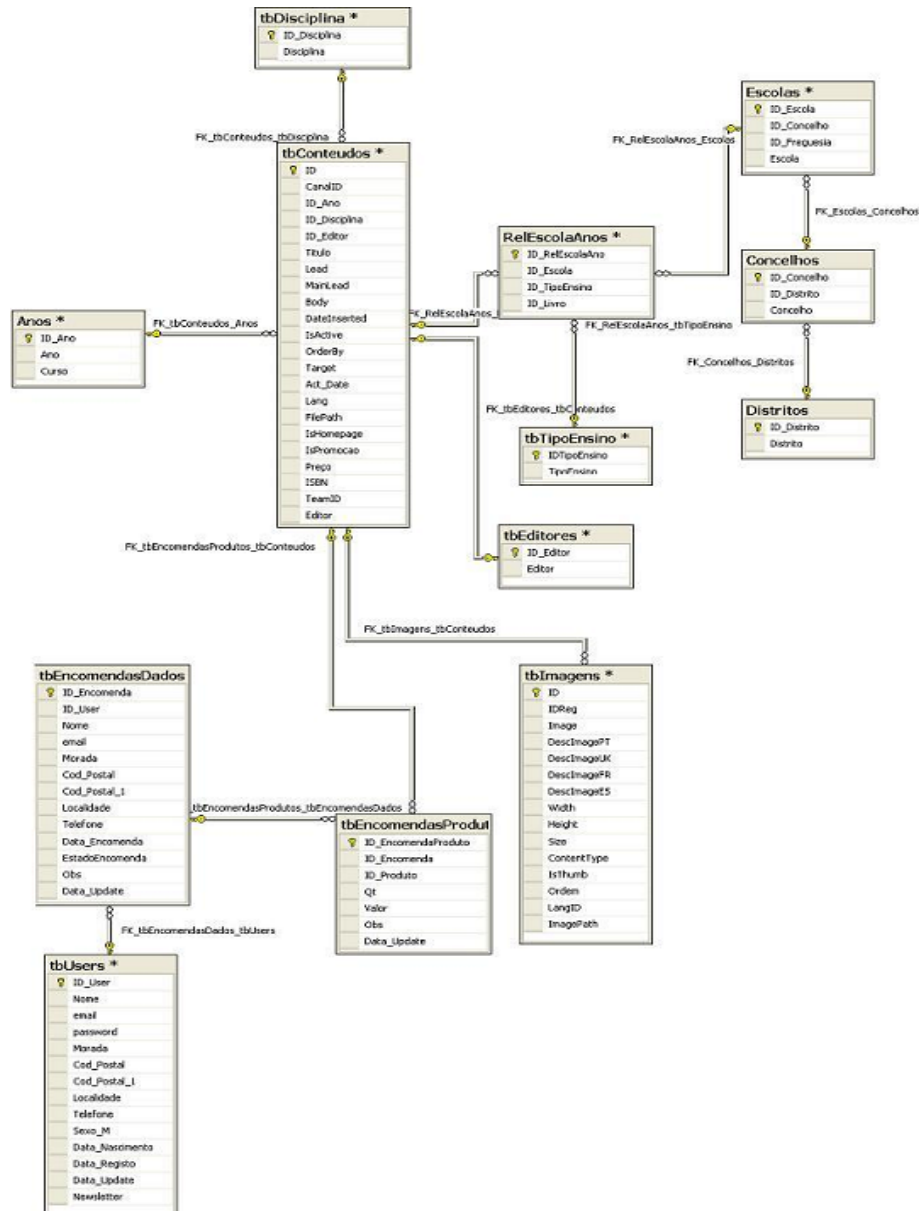 tbDisciplina *
ID_Disciplina
Disciplina
FK_tbConteudos_tbDisciplina
tbConteudos *
ID
CanalID
ID_Ano
ID_Disciplina
ID_Editor
Titulo
Lead
MainLead
Body
DateInserted
IsActive
OrderBy
Target
Act_Date
Lang
FilePath
IsHomepage
IsPromocao
Preço
ISBN
TeamID
Editor
Escolas *
ID_Escola
ID_Concelho
ID_Freguesia
Escola
FK_RelEscolaAnos_Escolas
FK_Escolas_Concelhos
RelEscolaAnos *
ID_RelEscolaAno
ID_Escola
ID_TipoEnsino
ID_Livro
Concelhos
ID_Concelho
ID_Distrito
Concelho
Anos *
ID_Ano
Ano
Curso
FK_tbConteudos_Anos
FK_RelEscolaAnos_
FK_RelEscolaAnos_tbTipoEnsino
FK_Concelhos_Distritos
FK_tbEditores_tbConteudos
tbTipoEnsino *
IDTipoEnsino
TipoEnsino
Distritos
ID_Distrito
Distrito
tbEditores *
ID_Editor
Editor
FK_tbEncomendasProdutos_tbConteudos
FK_tbImagens_tbConteudos
tbEncomendasDados
ID_Encomenda
ID_User
Nome
email
Morada
Cod_Postal
Cod_Postal_1
Localidade
Telefone
Data_Encomenda
EstadoEncomenda
Obs
Data_Update
_tbEncomendasProdutos_tbEncomendasDados
tbEncomendasProdut
ID_EncomendaProduto
ID_Encomenda
ID_Produto
Qt
Valor
Obs
Data_Update
tbImagens *
ID
IDReg
Image
DescImagePT
DescImageUK
DescImageFR
DescImageES
Width
Height
Size
ContentType
IsThumb
Ordem
LangID
ImagePath
FK_tbEncomendasDados_tbUsers
tbUsers *
ID_User
Nome
email
password
Morada
Cod_Postal
Cod_Postal_1
Localidade
Telefone
Sexo_M
Data_Nascimento
Data_Registo
Data_Update
Newsletter